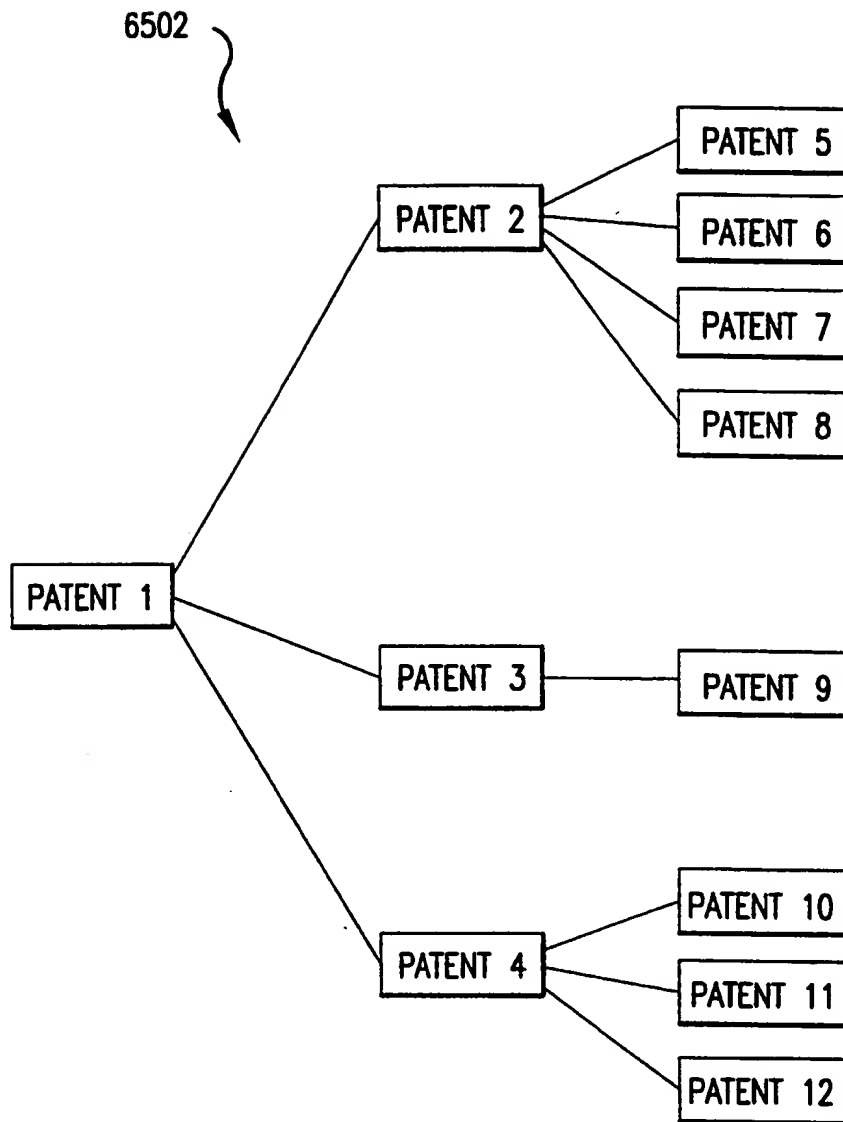 6502
PATENT 5
PATENT 2
PATENT 6
PATENT 7
PATENT 8
PATENT 1
PATENT 3
PATENT 9
PATENT 10
PATENT 4
PATENT 11
PATENT 12